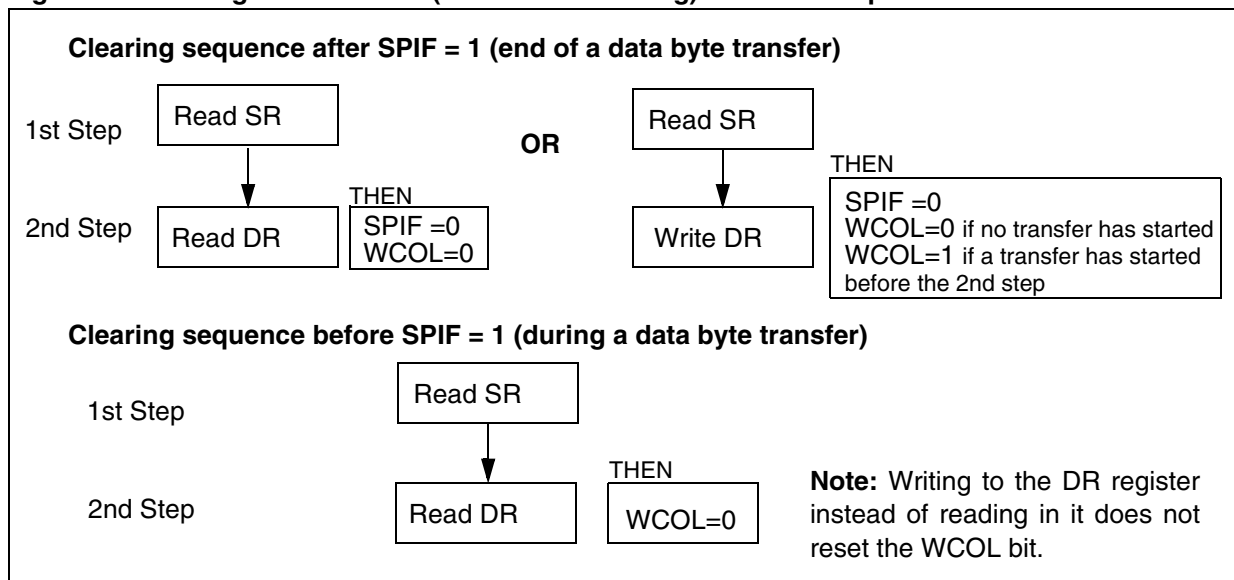 Clearing sequence after SPIF = 1 (end of a data byte transfer)
1st Step
Read SR
OR
Read SR
THEN
THEN
2nd Step
Read DR
SPIF =0
WCOL=0
Write DR
SPIF =0
WCOL=0 if no transfer has started
WCOL=1 if a transfer has started
before the 2nd step
Clearing sequence before SPIF = 1 (during a data byte transfer)
1st Step
Read SR
THEN
2nd Step
Read DR
WCOL=0
Note: Writing to the DR register
instead of reading in it does not
reset the WCOL bit.